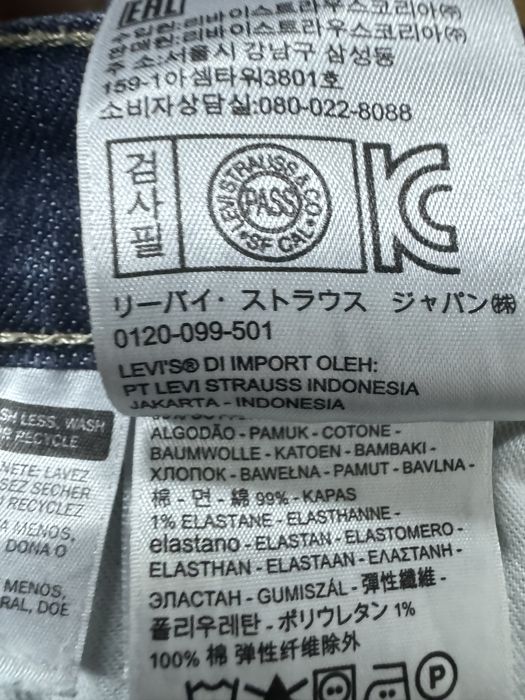 EAC
수입원:리바이스트라우스코리아㈜
판매원:리바이스트라우스코리아㈜
주 소:서울시 강남구 삼성동
159-1아셈타워3801호
소비자상담실:080-022-8088
검사필
LEVI STRAUSS & CO
PASS
SF CAL
KC
リーバイ・ストラウス ジャパン㈱
0120-099-501
LEVI'S® DI IMPORT OLEH:
PT LEVI STRAUSS INDONESIA
JAKARTA - INDONESIA
SH LESS, WASH
RECYCLE
LAVEZ
SEZ SÉCHER
RECYCLEZ
A MENOS,
DONA O
MENOS,
RAL, DOE
ALGODÃO - PAMUK - COTONE -
BAUMWOLLE - KATOEN - BAMBAKI -
ХЛОПОК - BAWEŁNA - PAMUT - BAVLNA -
棉 - 면 - 綿 99% - KAPAS
1% ELASTANE - ELASTHANNE -
elastano - ELASTAN - ELASTOMERO -
ELASTHAN - ELASTAAN - ΕΛΑΣΤΑΝΗ -
ЭЛАСТАН - GUMISZÁL - 弾性繊維 -
폴리우레탄 - ポリウレタン 1%
100% 棉 弹性纤维除外
P